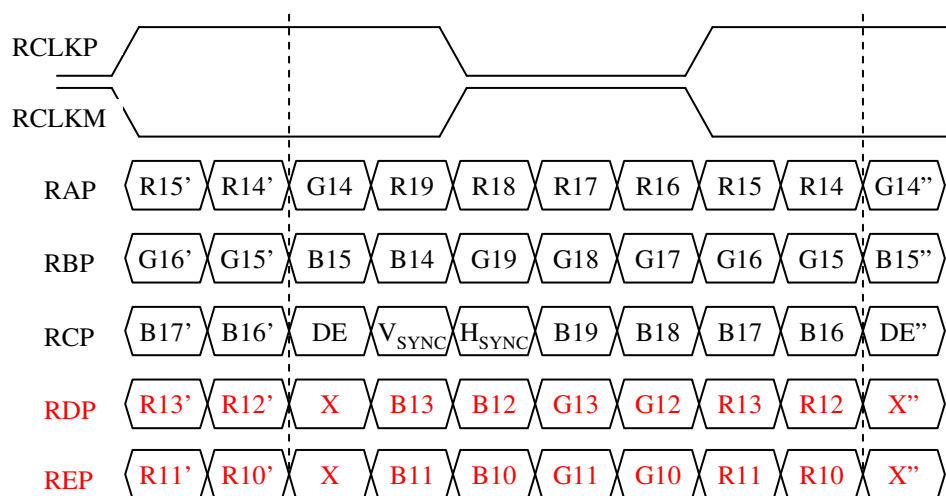 RCLKP
RCLKM
RAP R15’ R14’ G14 R19 R18 R17 R16 R15 R14 G14”
RBP G16’ G15’ B15 B14 G19 G18 G17 G16 G15 B15”
RCP B17’ B16’ DE VSYNC HSYNC B19 B18 B17 B16 DE”
RDP R13’ R12’ X B13 B12 G13 G12 R13 R12 X”
REP R11’ R10’ X B11 B10 G11 G10 R11 R10 X”